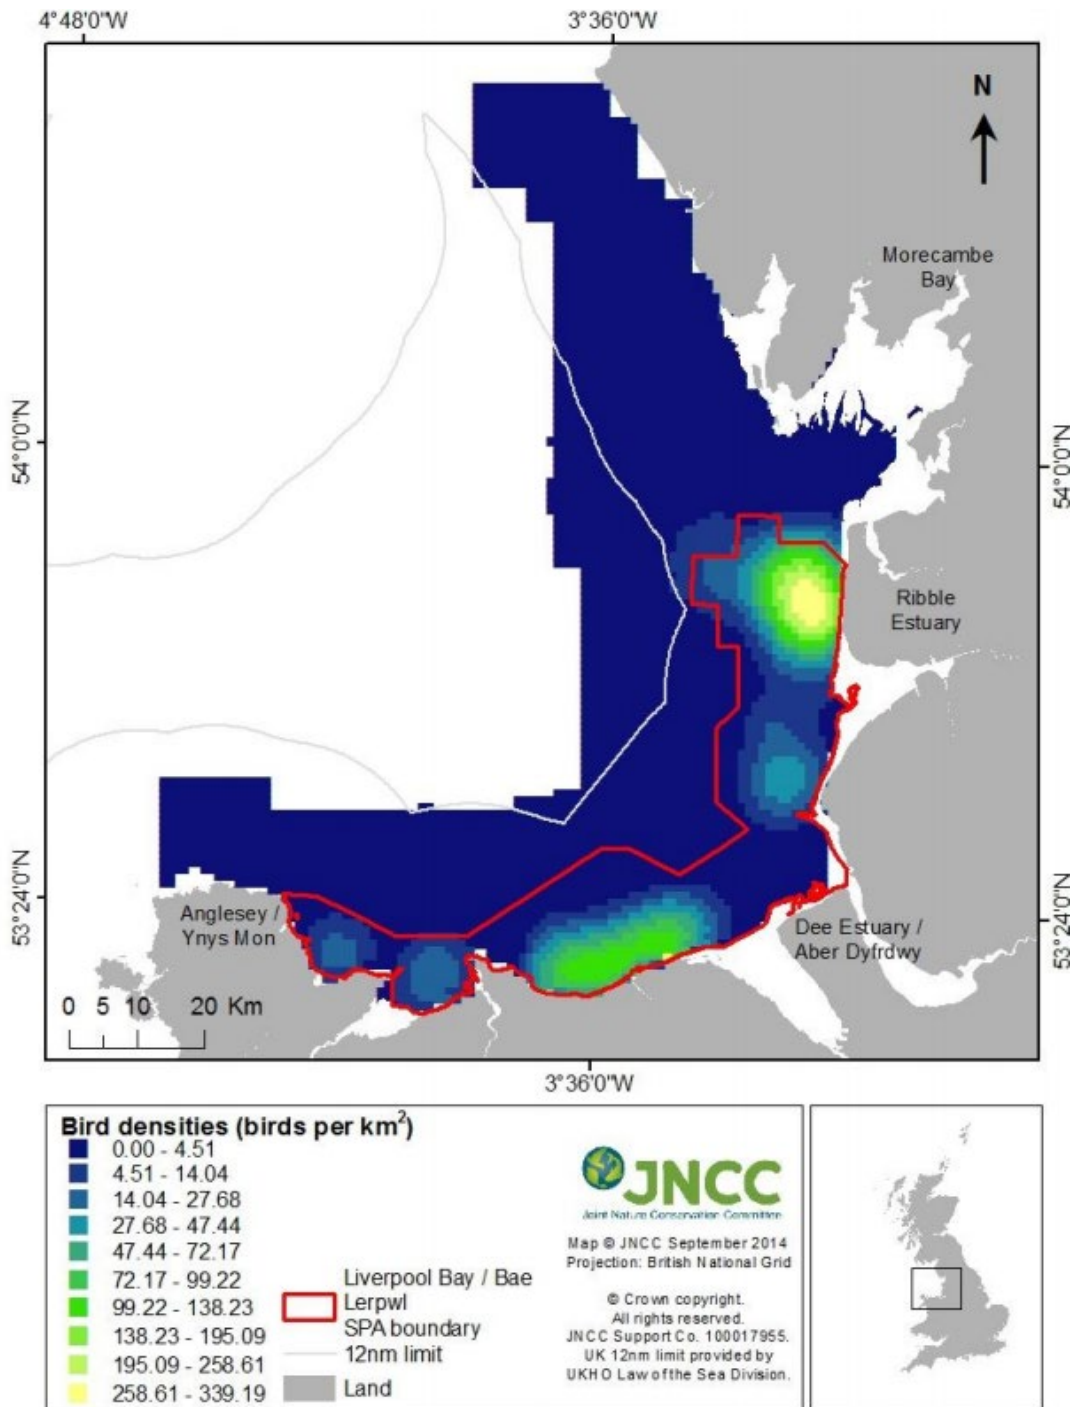 4°48'0"W
3°36'0"W
N
Morecambe
Bay
54°0'0"N
54°0'0"N
Ribble
Estuary
53°24'0"N
53°24'0"N
Anglesey /
Ynys Mon
Dee Estuary /
Aber Dyfrdwy
0 5 10 20 Km
3°36'0"W
Bird densities (birds per km²)
0.00 - 4.51
4.51 - 14.04
14.04 - 27.68
27.68 - 47.44
47.44 - 72.17
72.17 - 99.22
99.22 - 138.23
138.23 - 195.09
195.09 - 258.61
258.61 - 339.19
Liverpool Bay / Bae
Lerpwl
SPA boundary
12nm limit
Land
JNCC
Joint Nature Conservation Committee
Map © JNCC September 2014
Projection: British National Grid
© Crown copyright.
All rights reserved.
JNCC Support Co. 100017955.
UK 12nm limit provided by
UKHO Law of the Sea Division.